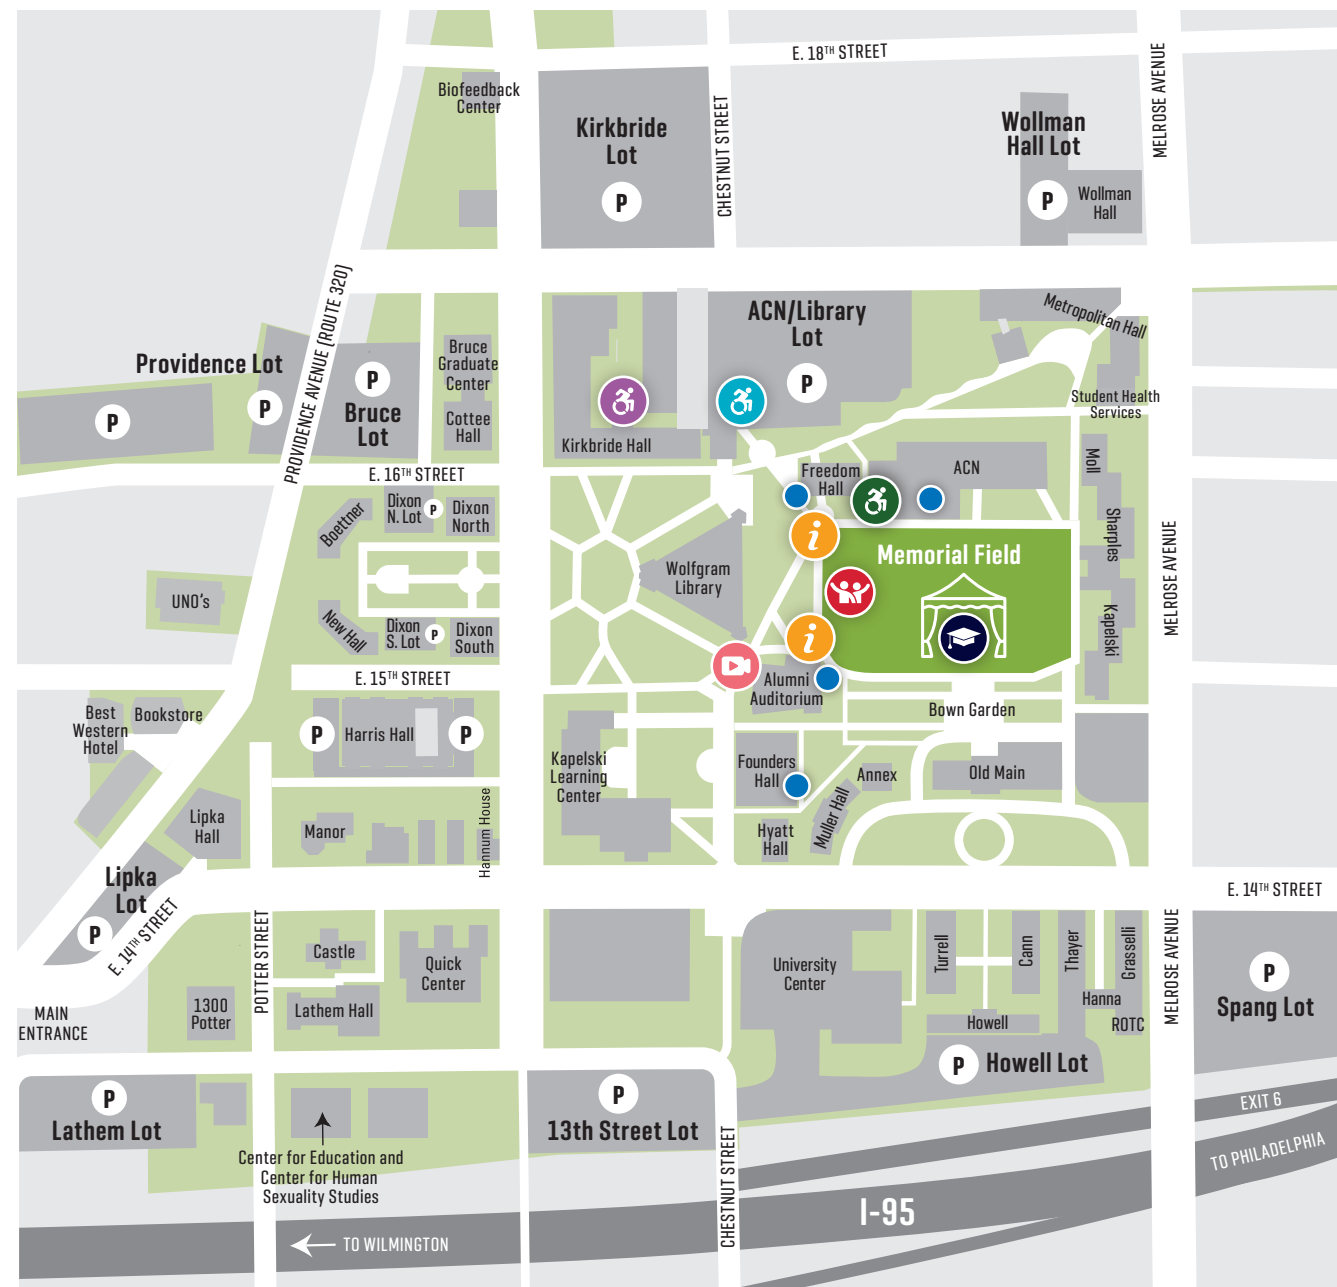 E. 18TH STREET
MELROSE AVENUE
CHESTNUT STREET
Biofeedback
Center
Kirkbride
Lot
P
Wollman
Hall Lot
P
Wollman
Hall
PROVIDENCE AVENUE (ROUTE 320)
ACN/Library
Lot
P
Metropolitan Hall
Providence Lot
P
P
P
Bruce
Lot
Bruce
Graduate
Center
Cottee
Hall
Student Health
Services
Kirkbride Hall
E. 16TH STREET
Freedom
Hall
ACN
Moll
Boettner
Dixon
N. Lot
P
Dixon
North
Sharples
i
Memorial Field
Wolfgram
Library
MELROSE AVENUE
UNO's
New Hall
Dixon
S. Lot
P
Dixon
South
i
Kapelski
E. 15TH STREET
Alumni
Auditorium
Bown Garden
Best
Western
Hotel
Bookstore
P
Harris Hall
P
Kapelski
Learning
Center
Founders
Hall
Annex
Old Main
Lipka
Hall
Manor
Hannum House
Hyatt
Hall
Muller Hall
Lipka
Lot
P
E. 14TH STREET
E. 14TH STREET
POTTER STREET
Castle
Quick
Center
University
Center
Turrell
Cann
Thayer
Grasselli
MELROSE AVENUE
P
Spang Lot
MAIN
ENTRANCE
1300
Potter
Lathem Hall
Hanna
Howell
ROTC
P
Howell Lot
P
Lathem Lot
P
13th Street Lot
EXIT 6
TO PHILADELPHIA
Center for Education and
Center for Human
Sexuality Studies
CHESTNUT STREET
I-95
TO WILMINGTON